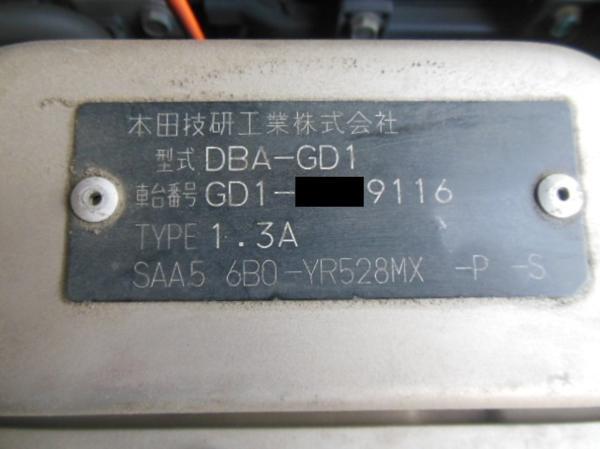 本田技研工業株式会社
型式 DBA-GD1
車台番号 GD1- 9116
TYPE 1.3A
SAA5 6B0-YR528MX -P -S